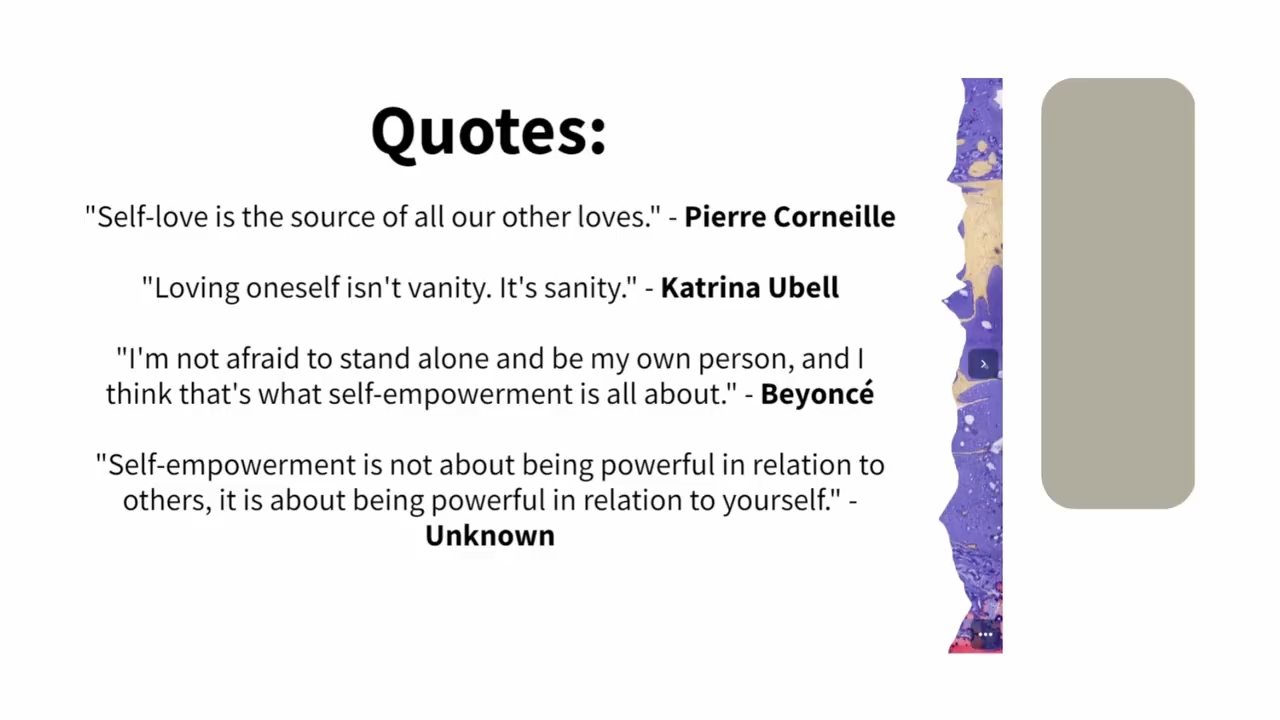 Quotes:
"Self-love is the source of all our other loves." - Pierre Corneille
"Loving oneself isn't vanity. It's sanity." - Katrina Ubell
"I'm not afraid to stand alone and be my own person, and I
think that's what self-empowerment is all about." - Beyoncé
"Self-empowerment is not about being powerful in relation to
others, it is about being powerful in relation to yourself." -
Unknown